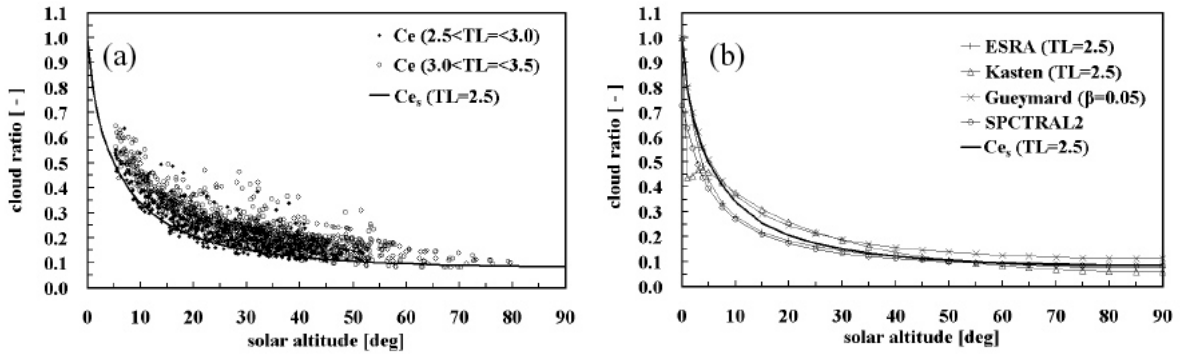 1.1
1.0
0.9
0.8
0.7
0.6
0.5
0.4
0.3
0.2
0.1
0.0
cloud ratio [ - ]
(a)
Ce (2.5<TL=<3.0)
Ce (3.0<TL=<3.5)
Ces (TL=2.5)
0 10 20 30 40 50 60 70 80 90
solar altitude [deg]
1.1
1.0
0.9
0.8
0.7
0.6
0.5
0.4
0.3
0.2
0.1
0.0
cloud ratio [ - ]
(b)
ESRA (TL=2.5)
Kasten (TL=2.5)
Gueymard (β=0.05)
SPCTRAL2
Ces (TL=2.5)
0 10 20 30 40 50 60 70 80 90
solar altitude [deg]